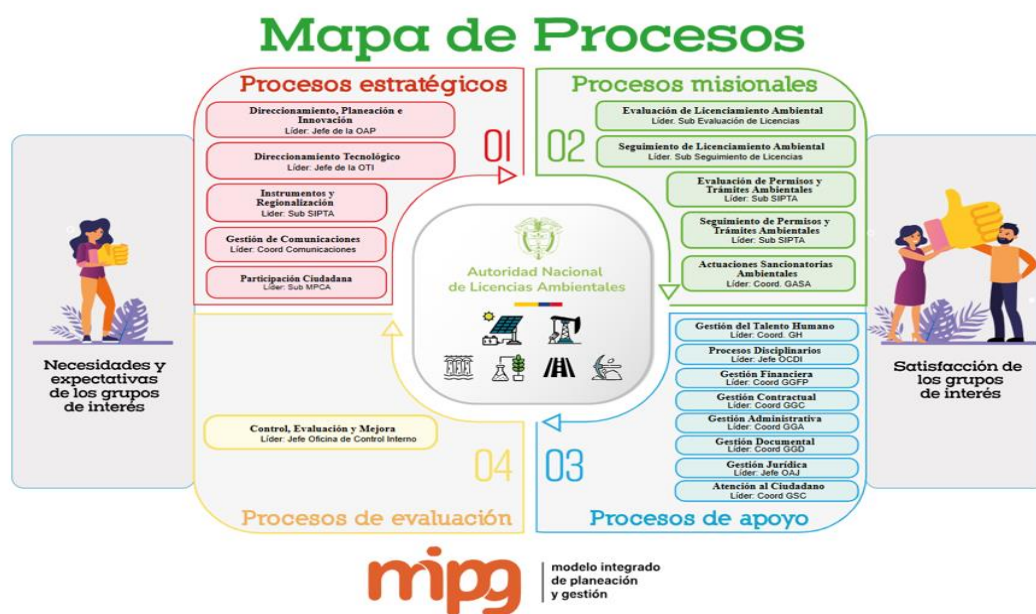 Mapa de Procesos
Procesos estratégicos
Direccionamiento, Planeación e
Innovación
Líder: Jefe de la OAP
Direccionamiento Tecnológico
Líder: Jefe de la OTI
Instrumentos y
Regionalización
Líder: Sub SIPTA
Gestión de Comunicaciones
Líder: Coord Comunicaciones
Participación Ciudadana
Líder: Sub MPCA
01
Procesos misionales
02
Evaluación de Licenciamiento Ambiental
Líder. Sub Evaluación de Licencias
Seguimiento de Licenciamiento Ambiental
Líder. Sub Seguimiento de Licencias
Evaluación de Permisos y
Trámites Ambientales
Líder: Sub SIPTA
Seguimiento de Permisos y
Trámites Ambientales
Líder: Sub SIPTA
Actuaciones Sancionatorias
Ambientales
Líder: Coord. GASA
Necesidades y
expectativas
de los grupos
de interés
Autoridad Nacional
de Licencias Ambientales
Satisfacción de
los grupos
de interés
Gestión del Talento Humano
Líder: Coord. GH
Procesos Disciplinarios
Líder: Jefe OCDI
Gestión Financiera
Líder: Coord GGFP
Gestión Contractual
Líder: Coord GGC
Gestión Administrativa
Líder: Coord GGA
Gestión Documental
Líder: Coord GGD
Gestión Jurídica
Líder: Jefe OAJ
Atención al Ciudadano
Líder: Coord GSC
03
Procesos de apoyo
Control, Evaluación y Mejora
Líder: Jefe Oficina de Control Interno
04
Procesos de evaluación
mipg
modelo integrado
de planeación
y gestión